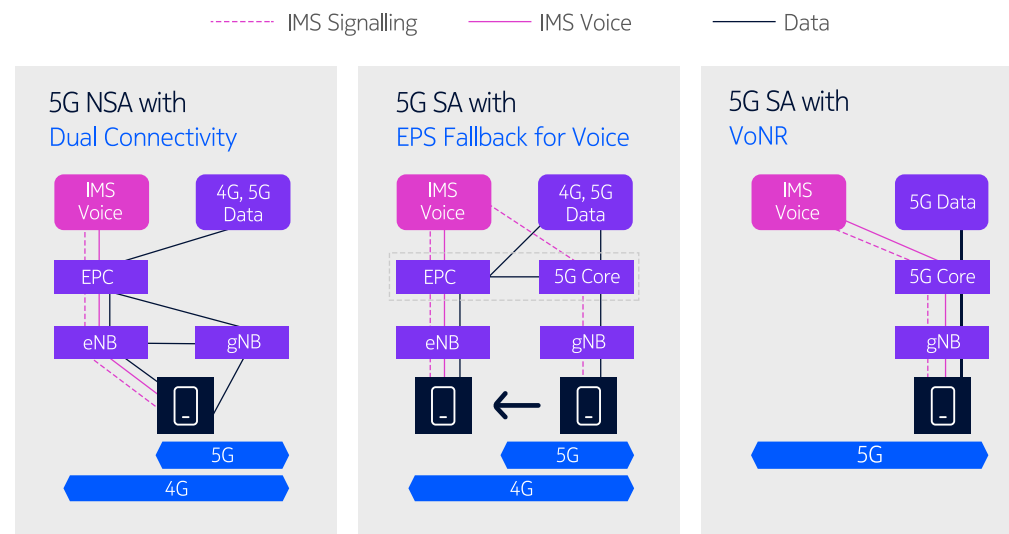 IMS Signalling
IMS Voice
Data
5G NSA with
Dual Connectivity
IMS
Voice
4G, 5G
Data
EPC
eNB
gNB
5G
4G
5G SA with
EPS Fallback for Voice
IMS
Voice
4G, 5G
Data
EPC
5G Core
eNB
gNB
5G
4G
5G SA with
VoNR
IMS
Voice
5G Data
5G Core
gNB
5G